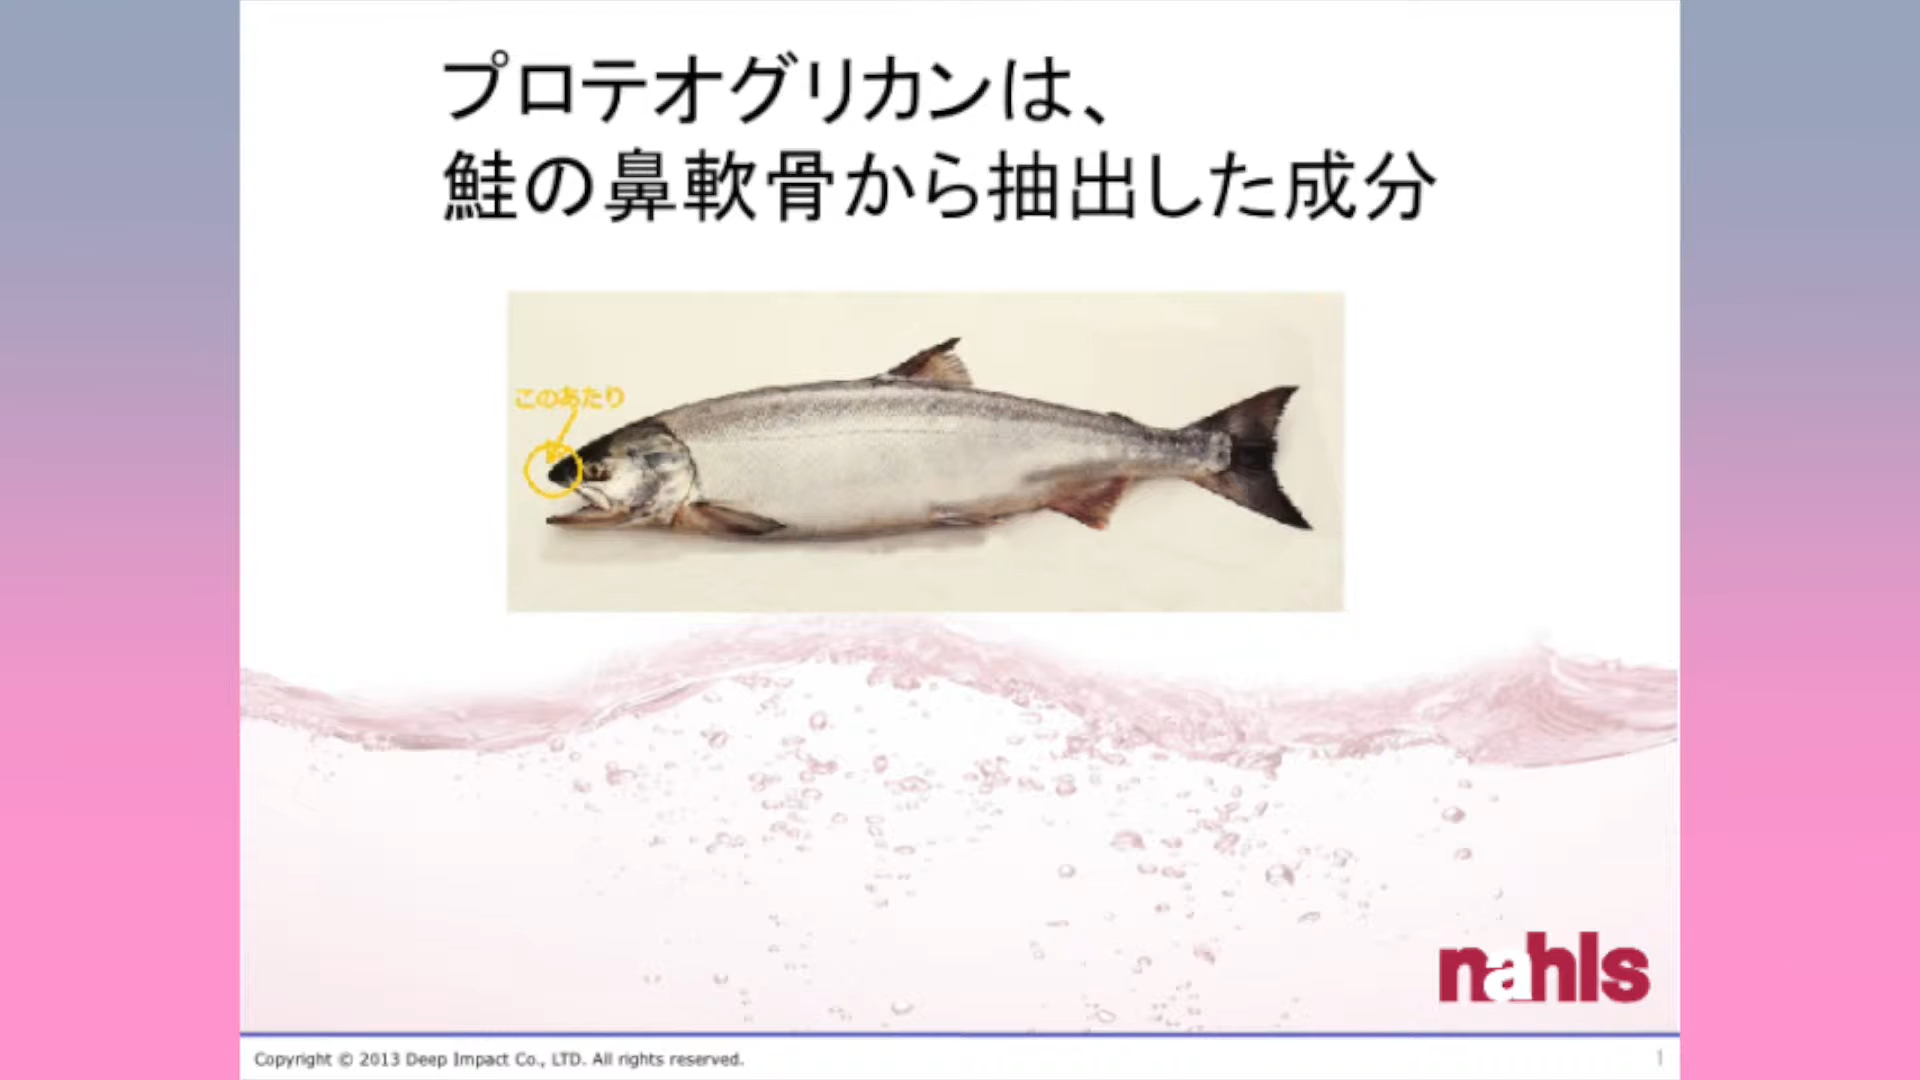 プロテオグリカンは、
鮭の鼻軟骨から抽出した成分
このあたり
nahls
Copyright © 2013 Deep Impact Co., LTD. All rights reserved.
1